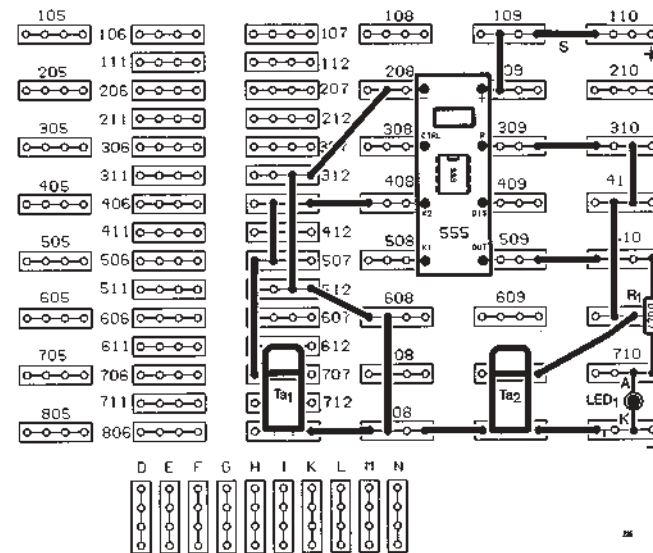 105 106 107 108 109 110
111 112
205 206 207 208 09 210
211 212
305 306 308 CTRL R 309 310
311 312
405 406 408 K2 DIS 409 41
411 412 555
505 506 507 508 K1 OUT 509 10
511 512
605 606 607 608 609 R1
611 612
705 706 707 08 710
A
711 Ta1 712 Ta2 LED1
K
805 806 08
D E F G H I K L M N
S
+
-